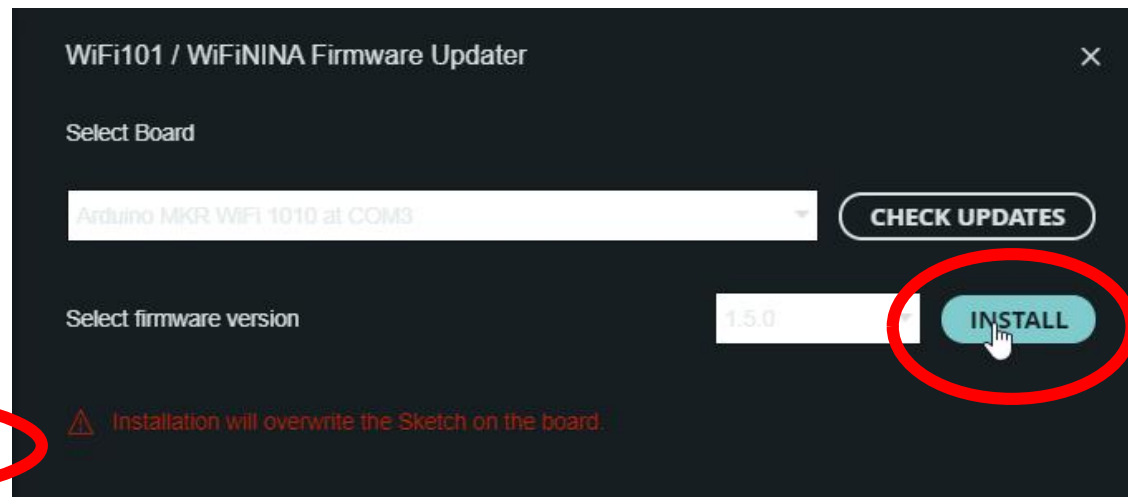 WiFi101 / WiFiNINA Firmware Updater
Select Board
Arduino MKR WiFi 1010 at COM3
CHECK UPDATES
Select firmware version
1.5.0
INSTALL
Installation will overwrite the Sketch on the board.